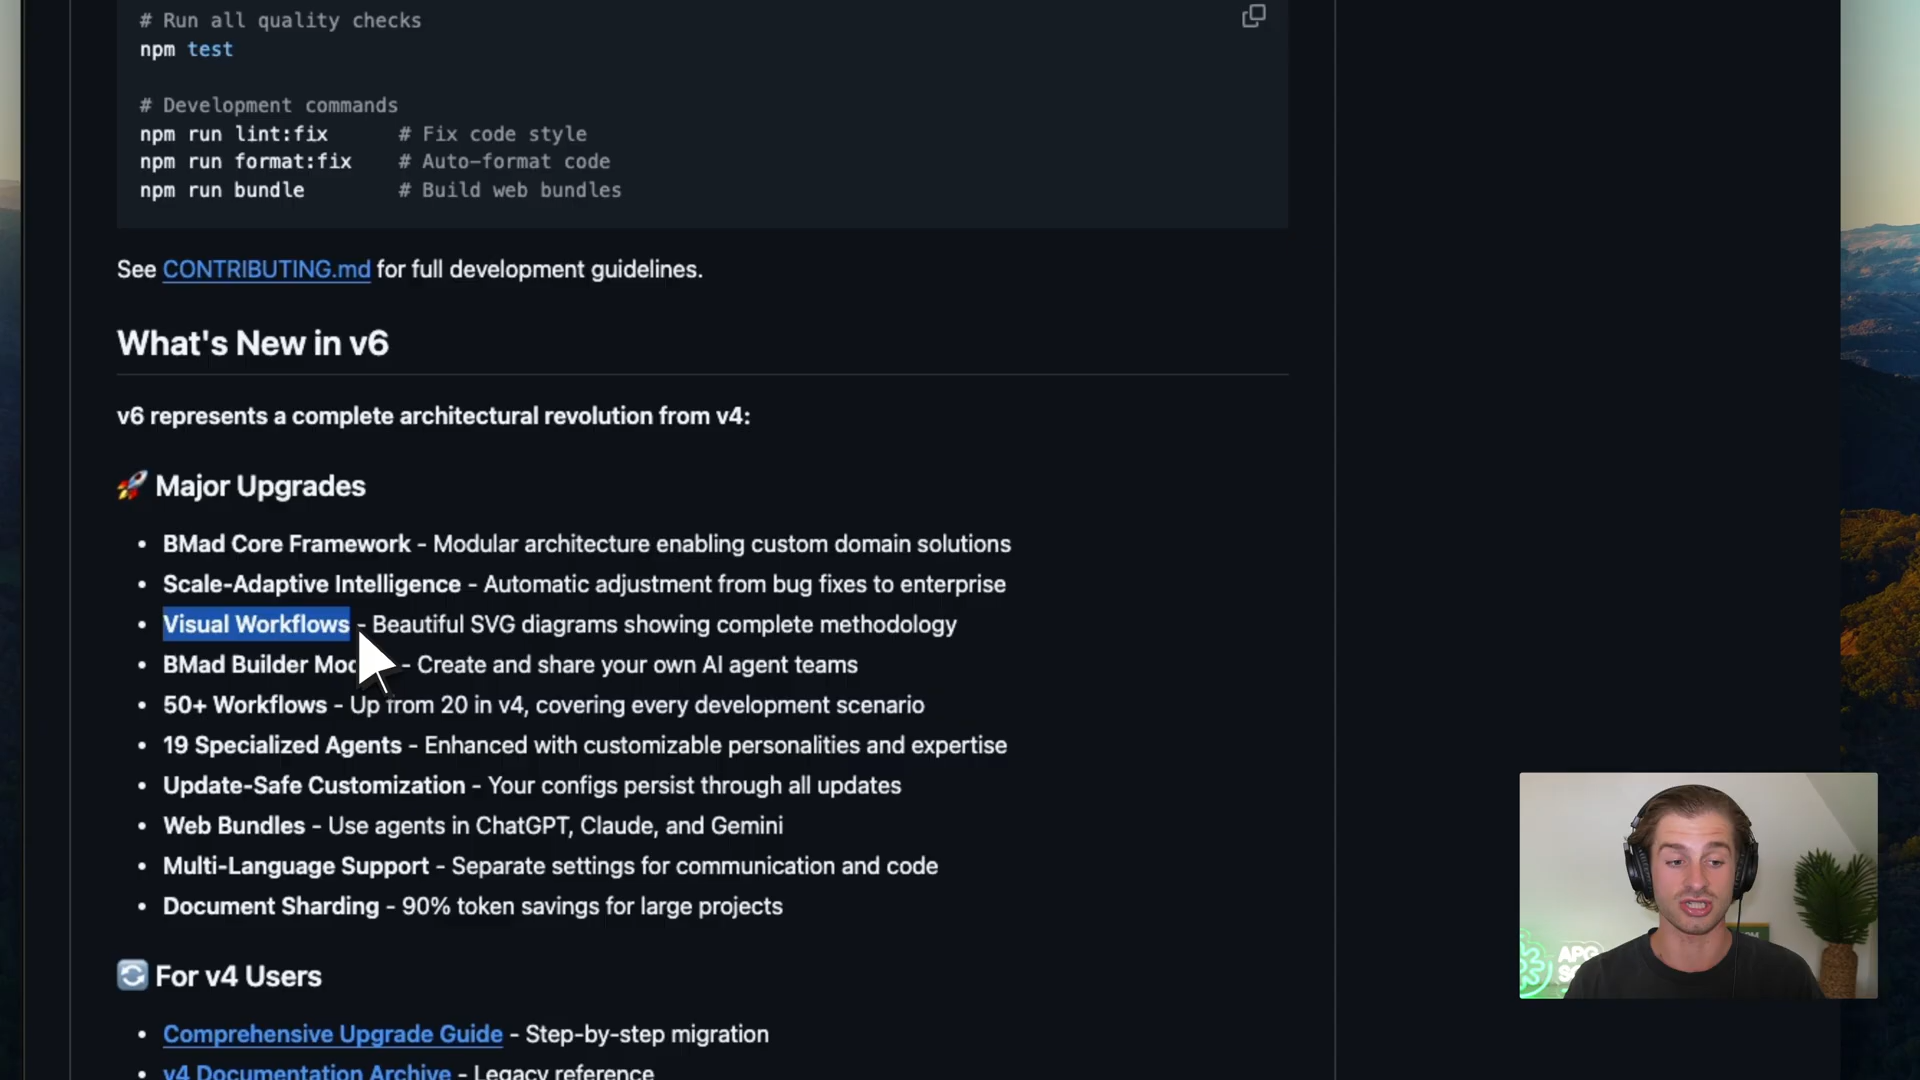 # Run all quality checks
npm test
# Development commands
npm run lint:fix # Fix code style
npm run format:fix # Auto-format code
npm run bundle # Build web bundles
See CONTRIBUTING.md for full development guidelines.
What's New in v6
v6 represents a complete architectural revolution from v4:
🚀 Major Upgrades
• BMad Core Framework - Modular architecture enabling custom domain solutions
• Scale-Adaptive Intelligence - Automatic adjustment from bug fixes to enterprise
• Visual Workflows - Beautiful SVG diagrams showing complete methodology
• BMad Builder - Create and share your own AI agent teams
• 50+ Workflows - Up from 20 in v4, covering every development scenario
• 19 Specialized Agents - Enhanced with customizable personalities and expertise
• Update-Safe Customization - Your configs persist through all updates
• Web Bundles - Use agents in ChatGPT, Claude, and Gemini
• Multi-Language Support - Separate settings for communication and code
• Document Sharding - 90% token savings for large projects
🔄 For v4 Users
• Comprehensive Upgrade Guide - Step-by-step migration
• v4 Documentation Archive - Legacy reference